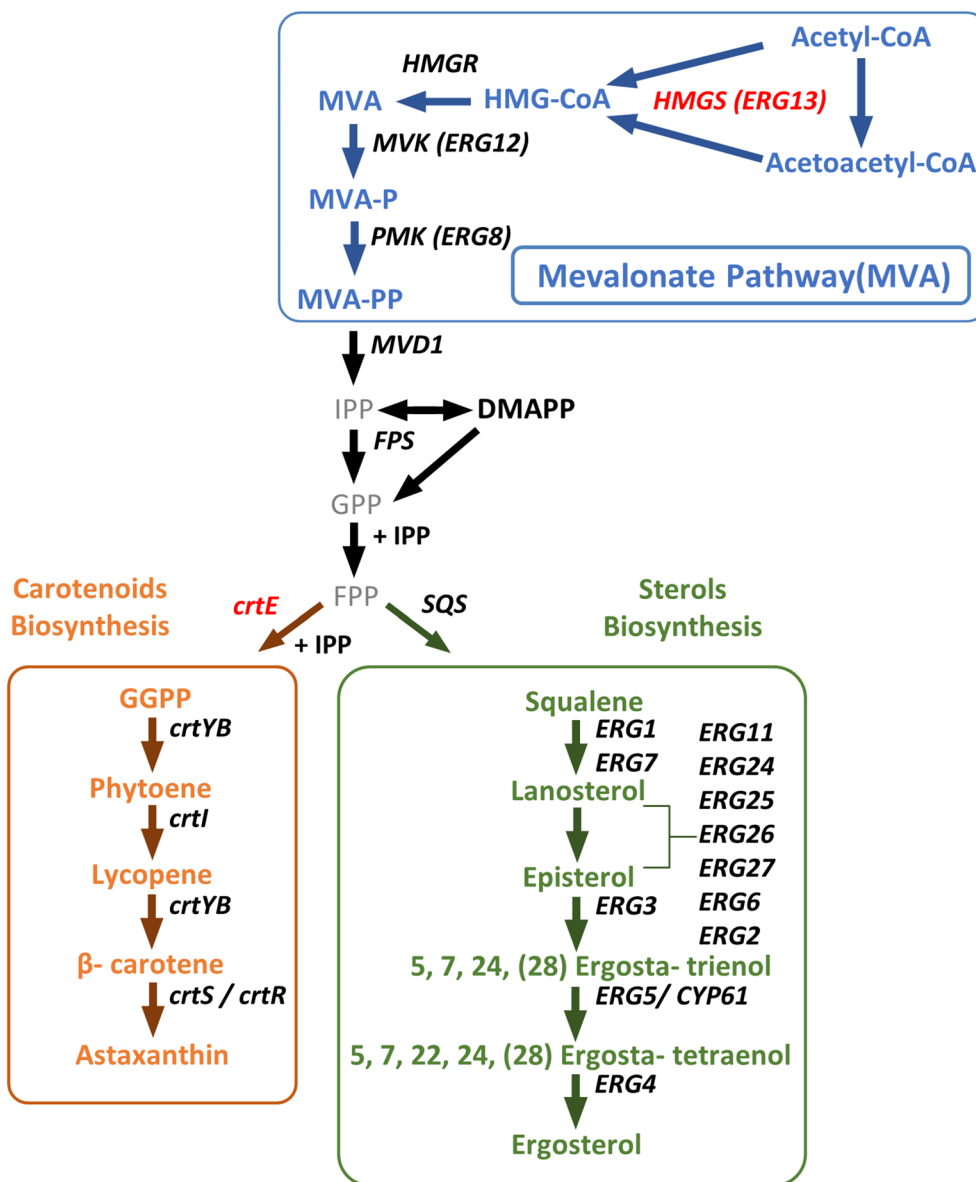 Acetyl-CoA
HMGR
MVA
HMG-CoA
HMGS (ERG13)
MVK (ERG12)
Acetoacetyl-CoA
MVA-P
PMK (ERG8)
Mevalonate Pathway(MVA)
MVA-PP
MVD1
IPP
DMAPP
FPS
GPP
+ IPP
FPP
Carotenoids
Biosynthesis
crtE
+ IPP
SQS
Sterols
Biosynthesis
GGPP
crtYB
Phytoene
crtI
Lycopene
crtYB
β- carotene
crtS / crtR
Astaxanthin
Squalene
ERG1
ERG7
Lanosterol
ERG11
ERG24
ERG25
ERG26
ERG27
ERG6
ERG2
Episterol
ERG3
5, 7, 24, (28) Ergosta- trienol
ERG5/ CYP61
5, 7, 22, 24, (28) Ergosta- tetraenol
ERG4
Ergosterol